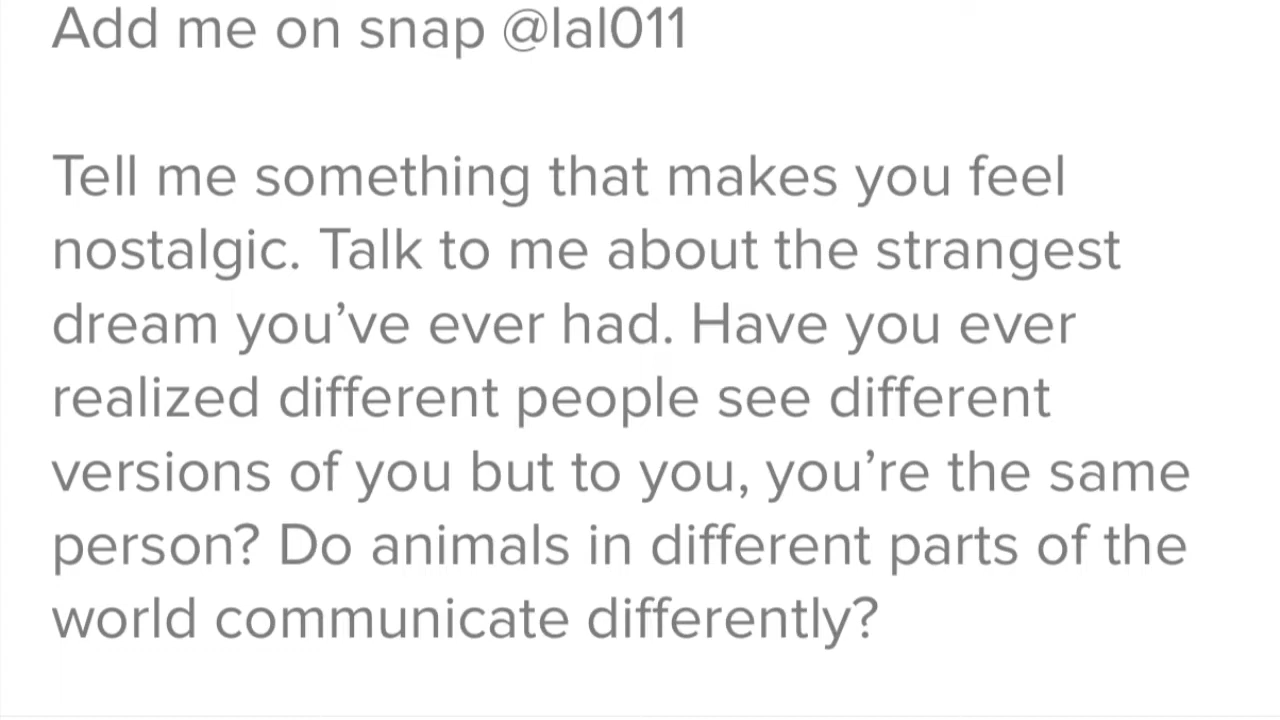 Add me on snap @lal011
Tell me something that makes you feel
nostalgic. Talk to me about the strangest
dream you’ve ever had. Have you ever
realized different people see different
versions of you but to you, you’re the same
person? Do animals in different parts of the
world communicate differently?